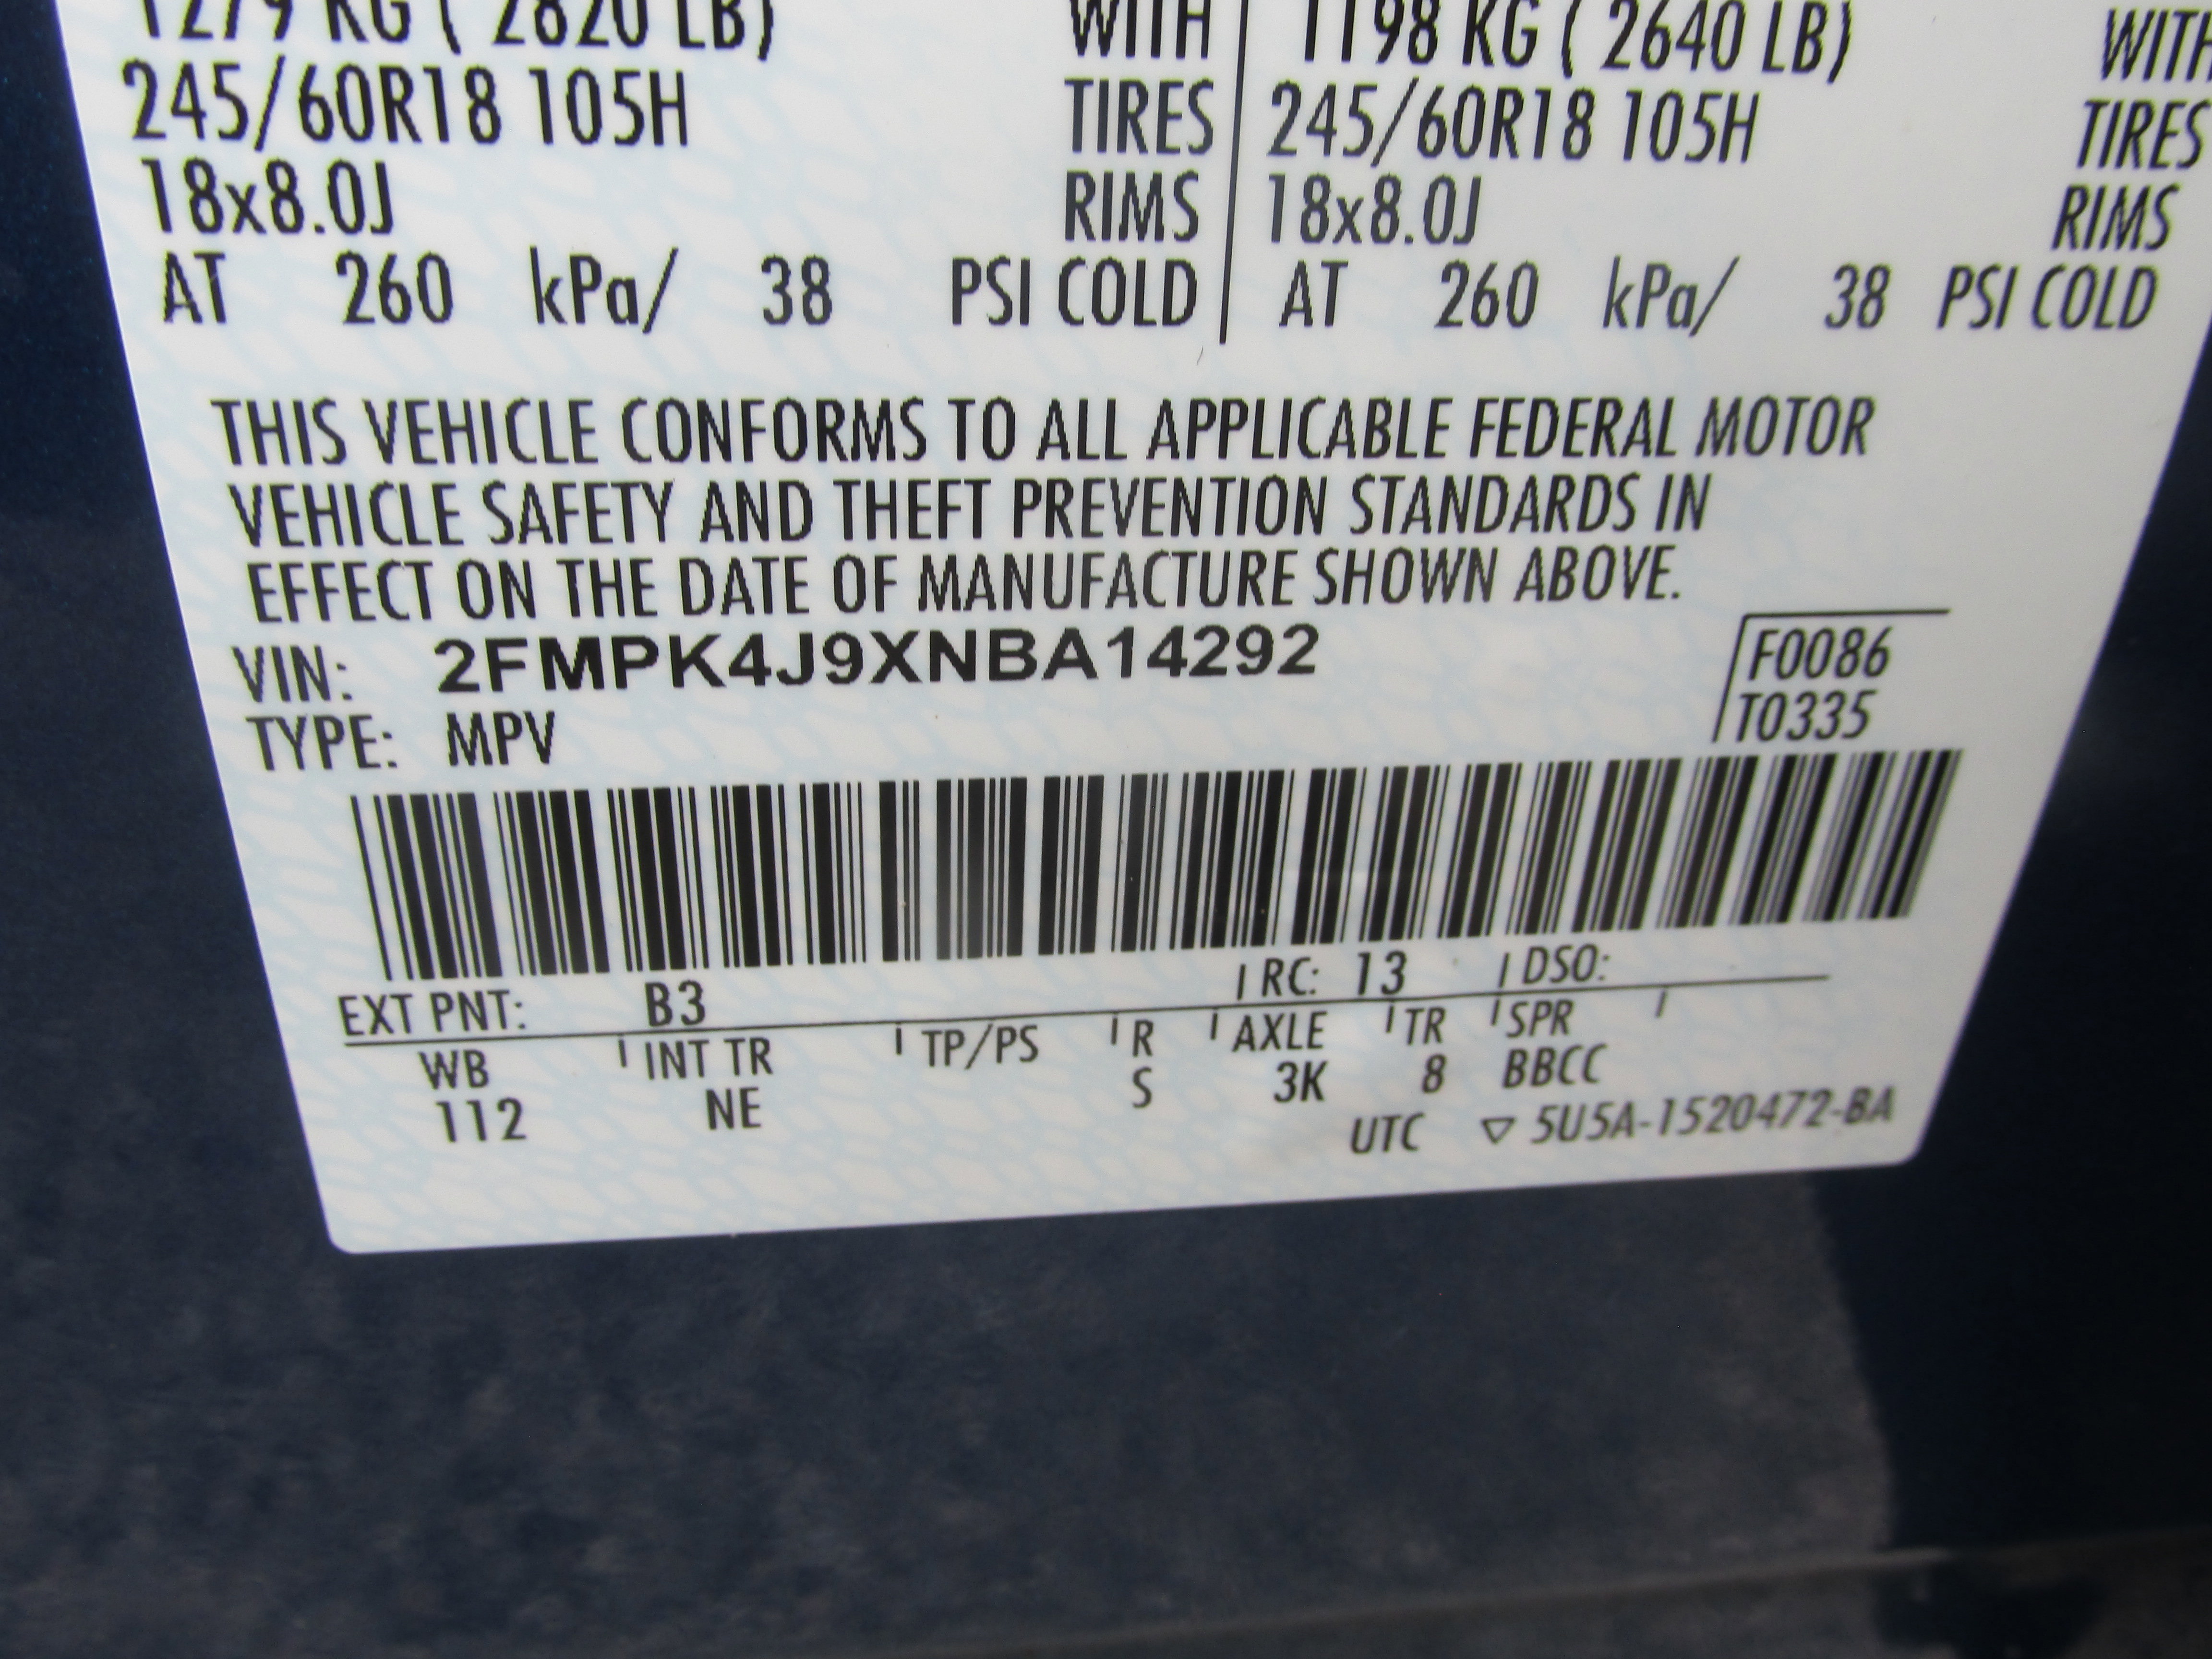 1279 KG ( 2820 LB) WITH 1198 KG ( 2640 LB) WITH
245/60R18 105H TIRES 245/60R18 105H TIRES
18x8.0J RIMS 18x8.0J RIMS
AT 260 kPa/ 38 PSI COLD AT 260 kPa/ 38 PSI COLD
THIS VEHICLE CONFORMS TO ALL APPLICABLE FEDERAL MOTOR
VEHICLE SAFETY AND THEFT PREVENTION STANDARDS IN
EFFECT ON THE DATE OF MANUFACTURE SHOWN ABOVE.
VIN: 2FMPK4J9XNBA14292 F0086
TYPE: MPV T0335
EXT PNT: B3 RC: 13 DSO:
WB INT TR TP/PS R AXLE TR SPR
112 NE S 3K 8 BBCC
UTC ▽ 5U5A-1520472-BA